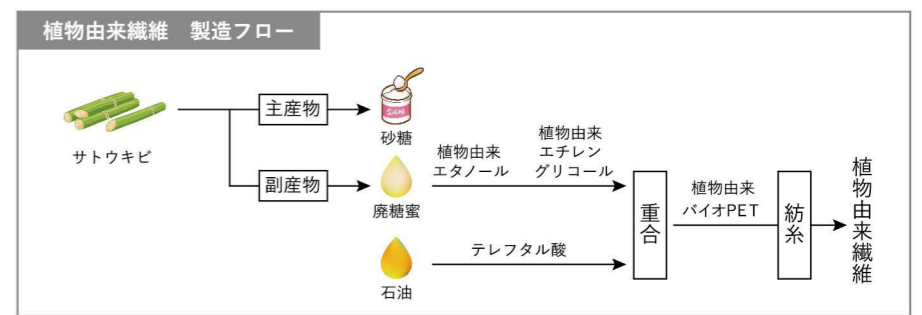 植物由来繊維 製造フロー
サトウキビ
主産物
砂糖
副産物
廃糖蜜
植物由来
エタノール
植物由来
エチレン
グリコール
石油
テレフタル酸
重合
植物由来
バイオPET
紡糸
植物由来繊維